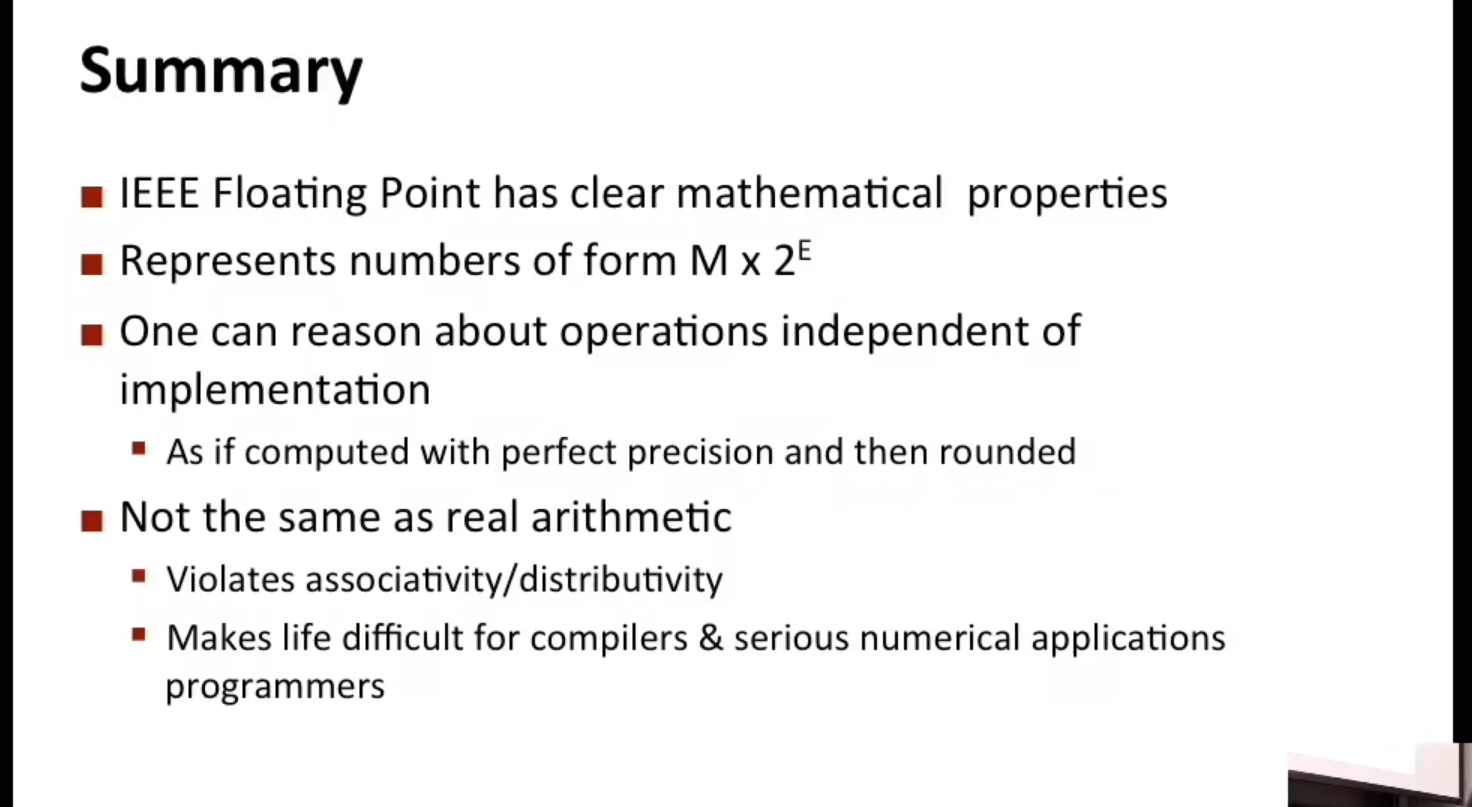 Summary
IEEE Floating Point has clear mathematical properties
Represents numbers of form M x 2^E
One can reason about operations independent of
implementation
As if computed with perfect precision and then rounded
Not the same as real arithmetic
Violates associativity/distributivity
Makes life difficult for compilers & serious numerical applications
programmers